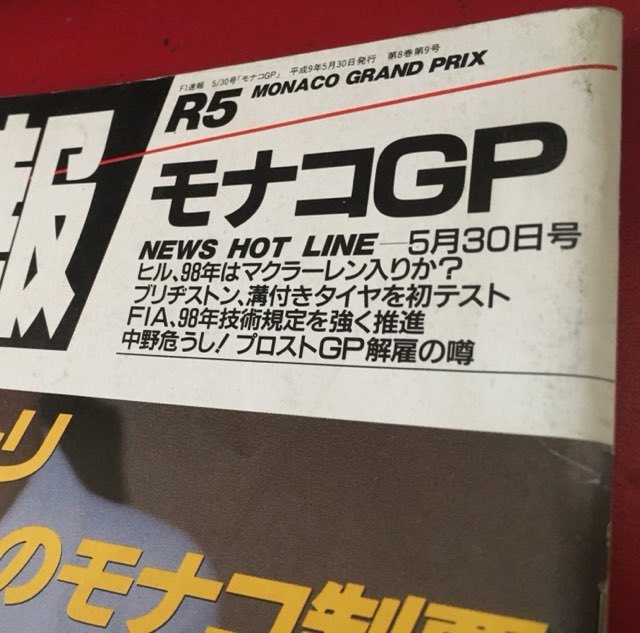 F1速報 5/30号「モナコGP」 平成9年5月30日発行 第8巻第9号
R5 MONACO GRAND PRIX
報
モナコGP
NEWS HOT LINE—5月30日号
ヒル、98年はマクラーレン入りか?
ブリヂストン、溝付きタイヤを初テスト
FIA、98年技術規定を強く推進
中野危うし! プロストGP解雇の噂
リ
のモナコ制覇